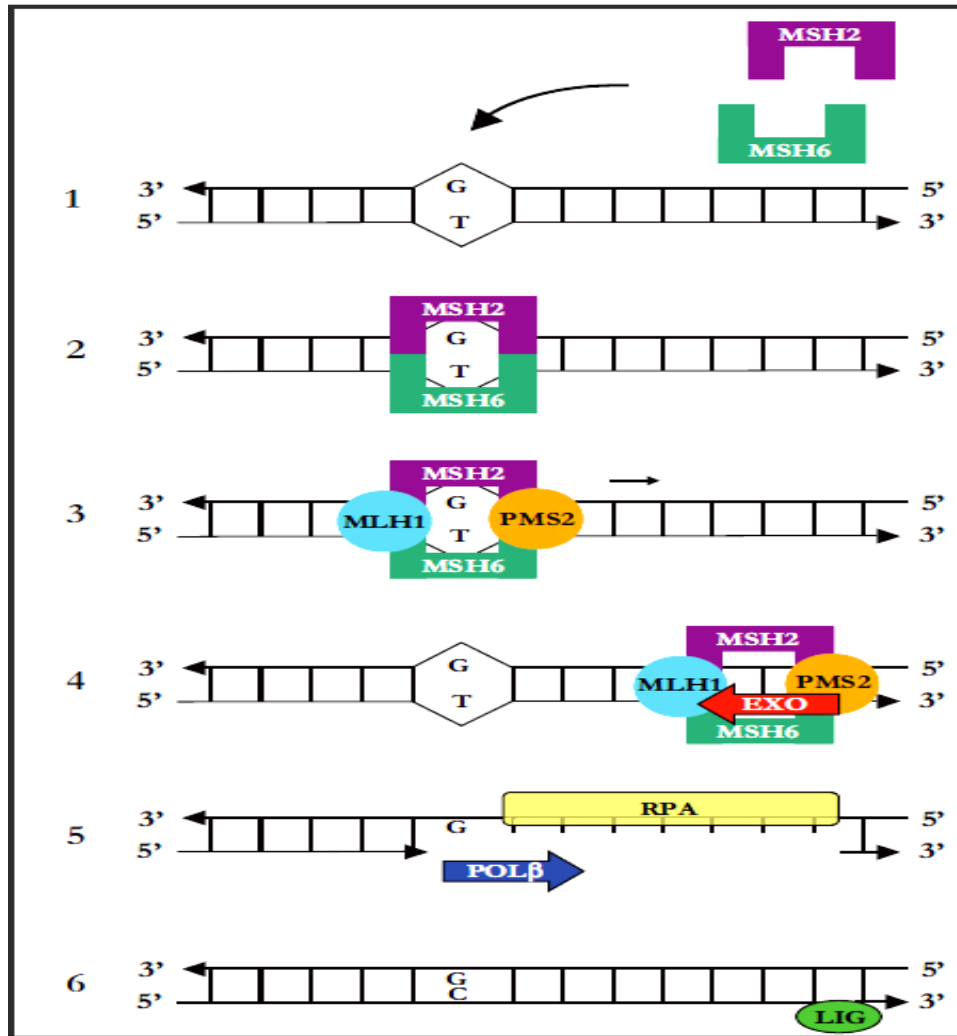 MSH2
MSH6
1
3’ G 5’
5’ T 3’
2
MSH2
3’ G 5’
5’ T 3’
MSH6
3
MSH2
3’ G 5’
MLH1 PMS2
5’ T 3’
MSH6
4
MSH2
3’ G 5’
MLH1 PMS2
5’ T EXO 3’
MSH6
5
RPA
3’ G 5’
5’ 3’
POLβ
6
3’ G 5’
5’ C 3’
LIG